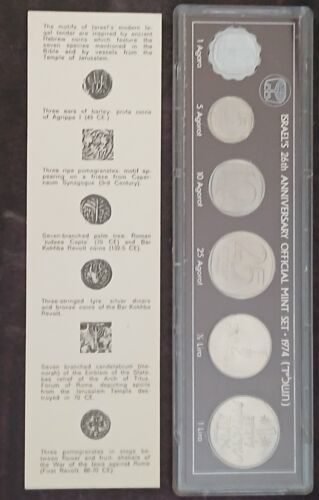 The motifs of Israel's modern le-
gal tender are inspired by ancient
Hebrew coins which feature the
seven species mentioned in the
Bible and by vessels from the
Temple of Jerusalem.
Three ears of barley: pruta coins
of Agrippa I (45 CE).
Three ripe pomegranates: motif ap-
pearing on a frieze from Caper-
naum Synagogue (3rd Century).
Seven-branched palm tree: Roman
"Judaea Capta" (70 CE) and Bar
Kokhba Revolt coins (132-5 CE).
Three-stringed lyre: silver dinars
and bronze coins of the Bar Kokhba
Revolt.
Seven branched candelabrum (me-
norah) of the Emblem of the State:
bas relief of the Arch of Titus,
Forum of Rome depicting spoils
from the Jerusalem Temple des-
troyed in 70 CE.
Three pomegranates in stage be-
tween flower and fruit: shekels of
the War of the Jews against Rome
(First Revolt, 66-70 CE).
1 Agora
5 Agorot
10 Agorot
25 Agorot
½ Lira
1 Lira
ISRAEL'S 26th ANNIVERSARY OFFICIAL MINT SET · 1974 (תשל"ד)